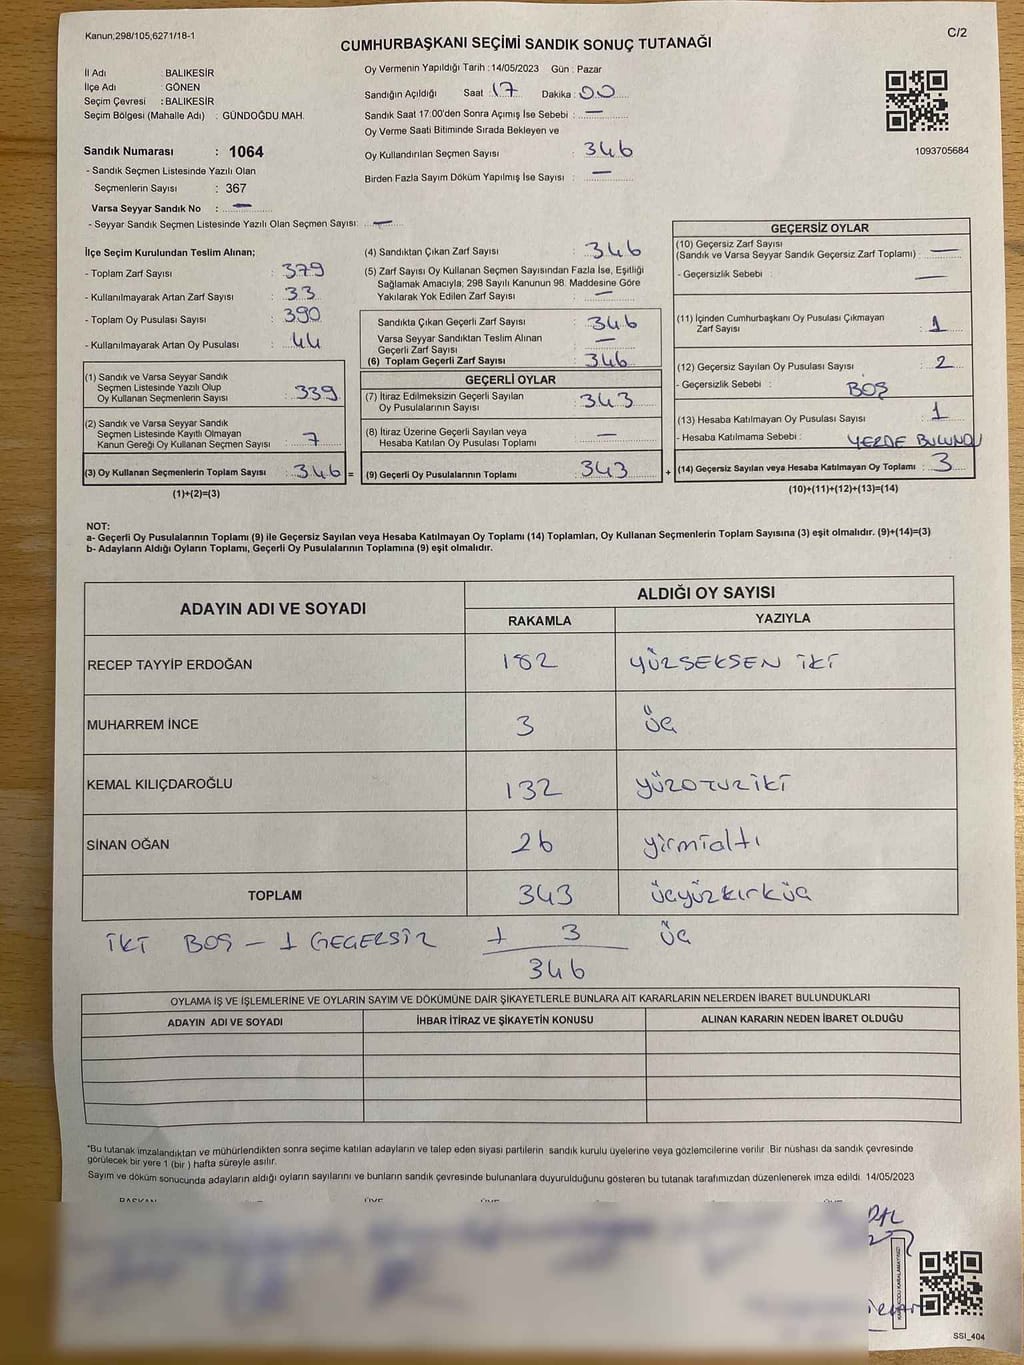 Kanun;298/105,6271/18-1
C/2
CUMHURBAŞKANI SEÇİMİ SANDIK SONUÇ TUTANAĞI
İl Adı : BALIKESİR
İlçe Adı : GÖNEN
Seçim Çevresi : BALIKESİR
Seçim Bölgesi (Mahalle Adı) : GÜNDOĞDU MAH.
Sandık Numarası : 1064
- Sandık Seçmen Listesinde Yazılı Olan
Seçmenlerin Sayısı : 367
Varsa Seyyar Sandık No : —
- Seyyar Sandık Seçmen Listesinde Yazılı Olan Seçmen Sayısı: —
Oy Vermenin Yapıldığı Tarih :14/05/2023 Gün : Pazar
Sandığın Açıldığı Saat : 17 Dakika : 00
Sandık Saat 17:00'den Sonra Açımış İse Sebebi : —
Oy Verme Saati Bitiminde Sırada Bekleyen ve
Oy Kullandırılan Seçmen Sayısı : 346
Birden Fazla Sayım Döküm Yapılmış İse Sayısı : —
1093705684
İlçe Seçim Kurulundan Teslim Alınan;
- Toplam Zarf Sayısı : 379
- Kullanılmayarak Artan Zarf Sayısı : 33
- Toplam Oy Pusulası Sayısı : 390
- Kullanılmayarak Artan Oy Pusulası : 44
(1) Sandık ve Varsa Seyyar Sandık
Seçmen Listesinde Yazılı Olup
Oy Kullanan Seçmenlerin Sayısı : 339
(2) Sandık ve Varsa Seyyar Sandık
Seçmen Listesinde Kayıtlı Olmayan
Kanun Gereği Oy Kullanan Seçmen Sayısı : 7
(3) Oy Kullanan Seçmenlerin Toplam Sayısı : 346 =
(1)+(2)=(3)
(4) Sandıktan Çıkan Zarf Sayısı : 346
(5) Zarf Sayısı Oy Kullanan Seçmen Sayısından Fazla İse, Eşitliği
Sağlamak Amacıyla; 298 Sayılı Kanunun 98. Maddesine Göre
Yakılarak Yok Edilen Zarf Sayısı : —
Sandıkta Çıkan Geçerli Zarf Sayısı : 346
Varsa Seyyar Sandıktan Teslim Alınan
Geçerli Zarf Sayısı : —
(6) Toplam Geçerli Zarf Sayısı : 346
GEÇERLİ OYLAR
(7) İtiraz Edilmeksizin Geçerli Sayılan
Oy Pusulalarının Sayısı : 343
(8) İtiraz Üzerine Geçerli Sayılan veya
Hesaba Katılan Oy Pusulası Toplamı : —
(9) Geçerli Oy Pusulalarının Toplamı : 343 +
GEÇERSİZ OYLAR
(10) Geçersiz Zarf Sayısı
(Sandık ve Varsa Seyyar Sandık Geçersiz Zarf Toplamı) : —
- Geçersizlik Sebebi : —
(11) İçinden Cumhurbaşkanı Oy Pusulası Çıkmayan
Zarf Sayısı : 1
(12) Geçersiz Sayılan Oy Pusulası Sayısı : 2
- Geçersizlik Sebebi : BOŞ
(13) Hesaba Katılmayan Oy Pusulası Sayısı : 1
- Hesaba Katılmama Sebebi : YERDE BULUNDU
(14) Geçersiz Sayılan veya Hesaba Katılmayan Oy Toplamı : 3
(10)+(11)+(12)+(13)=(14)
NOT:
a- Geçerli Oy Pusulalarının Toplamı (9) ile Geçersiz Sayılan veya Hesaba Katılmayan Oy Toplamı (14) Toplamları, Oy Kullanan Seçmenlerin Toplam Sayısına (3) eşit olmalıdır. (9)+(14)=(3)
b- Adayların Aldığı Oyların Toplamı, Geçerli Oy Pusulalarının Toplamına (9) eşit olmalıdır.
ADAYIN ADI VE SOYADI
ALDIĞI OY SAYISI
RAKAMLA YAZIYLA
RECEP TAYYİP ERDOĞAN 182 YÜZSEKSEN İKİ
MUHARREM İNCE 3 üç
KEMAL KILIÇDAROĞLU 132 yüzotuziki
SİNAN OĞAN 26 yirmialtı
TOPLAM 343 üçyüzkırküç
İKİ BOŞ - 1 GEÇERSİZ + 3 üç
346
OYLAMA İŞ VE İŞLEMLERİNE VE OYLARIN SAYIM VE DÖKÜMÜNE DAİR ŞİKAYETLERLE BUNLARA AİT KARARLARIN NELERDEN İBARET BULUNDUKLARI
ADAYIN ADI VE SOYADI İHBAR İTİRAZ VE ŞİKAYETİN KONUSU ALINAN KARARIN NEDEN İBARET OLDUĞU
*Bu tutanak imzalandıktan ve mühürlendikten sonra seçime katılan adayların ve talep eden siyasi partilerin sandık kurulu üyelerine veya gözlemcilerine verilir. Bir nüshası da sandık çevresinde
görülecek bir yere 1 (bir) hafta süreyle asılır.
Sayım ve döküm sonucunda adayların aldığı oyların sayılarını ve bunların sandık çevresinde bulunanlara duyurulduğunu gösteren bu tutanak tarafımızdan düzenlenerek imza edildi. 14/05/2023
SSI_404